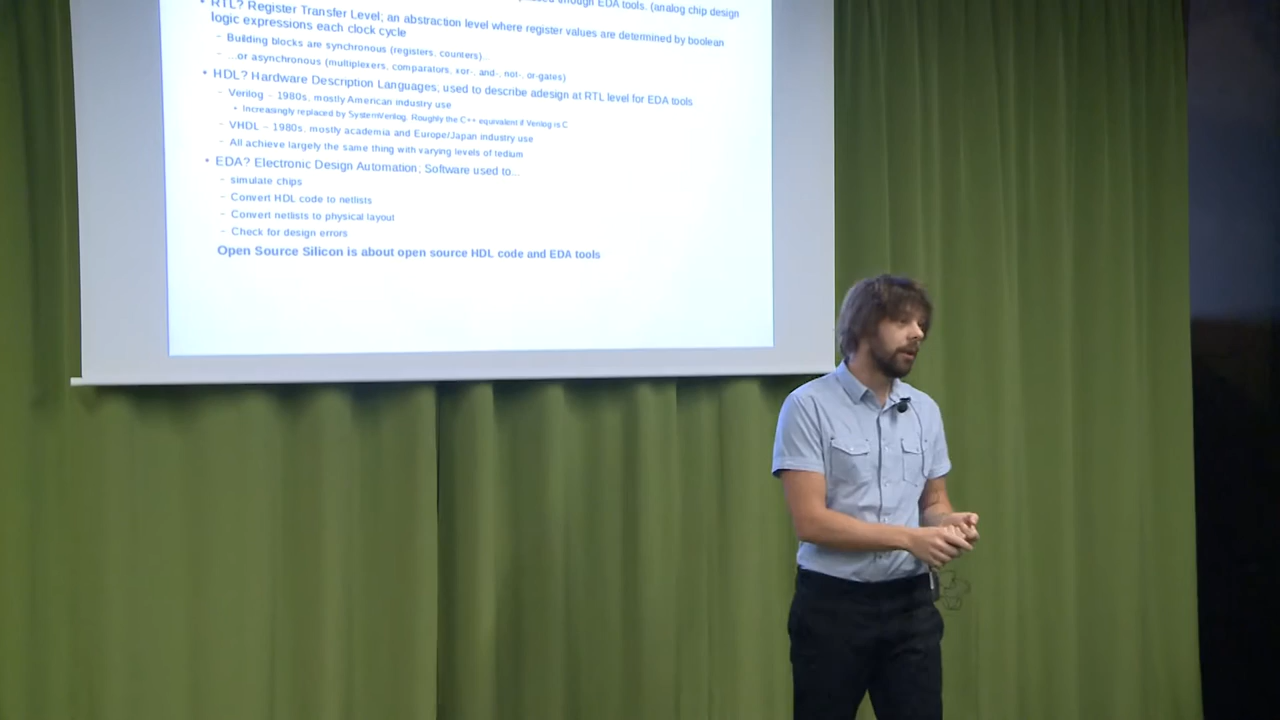 through EDA tools. (analog chip design
• RTL? Register Transfer Level; an abstraction level where register values are determined by boolean
logic expressions each clock cycle
– Building blocks are synchronous (registers, counters)...
– ...or asynchronous (multiplexers, comparators, xor-, and-, not-, or-gates)
• HDL? Hardware Description Languages, used to describe adesign at RTL level for EDA tools
– Verilog – 1980s, mostly American industry use
• Increasingly replaced by SystemVerilog. Roughly the C++ equivalent if Verilog is C
– VHDL – 1980s, mostly academia and Europe/Japan industry use
– All achieve largely the same thing with varying levels of tedium
• EDA? Electronic Design Automation; Software used to...
– simulate chips
– Convert HDL code to netlists
– Convert netlists to physical layout
– Check for design errors
Open Source Silicon is about open source HDL code and EDA tools